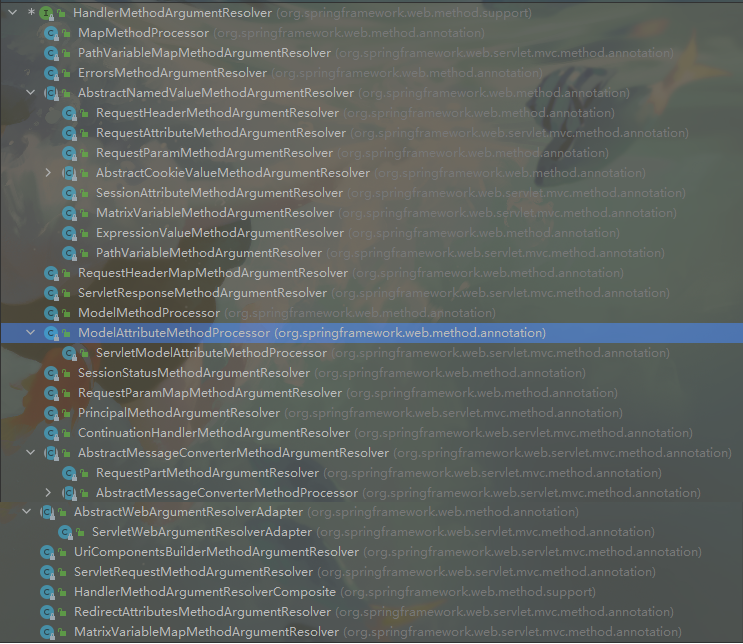 HandlerMethodArgumentResolver (org.springframework.web.method.support)
MapMethodProcessor (org.springframework.web.method.annotation)
PathVariableMapMethodArgumentResolver (org.springframework.web.servlet.mvc.method.annotation)
ErrorsMethodArgumentResolver (org.springframework.web.method.annotation)
AbstractNamedValueMethodArgumentResolver (org.springframework.web.method.annotation)
RequestHeaderMethodArgumentResolver (org.springframework.web.method.annotation)
RequestAttributeMethodArgumentResolver (org.springframework.web.servlet.mvc.method.annotation)
RequestParamMethodArgumentResolver (org.springframework.web.method.annotation)
AbstractCookieValueMethodArgumentResolver (org.springframework.web.method.annotation)
SessionAttributeMethodArgumentResolver (org.springframework.web.servlet.mvc.method.annotation)
MatrixVariableMethodArgumentResolver (org.springframework.web.servlet.mvc.method.annotation)
ExpressionValueMethodArgumentResolver (org.springframework.web.method.annotation)
PathVariableMethodArgumentResolver (org.springframework.web.servlet.mvc.method.annotation)
RequestHeaderMapMethodArgumentResolver (org.springframework.web.method.annotation)
ServletResponseMethodArgumentResolver (org.springframework.web.servlet.mvc.method.annotation)
ModelMethodProcessor (org.springframework.web.method.annotation)
ModelAttributeMethodProcessor (org.springframework.web.method.annotation)
ServletModelAttributeMethodProcessor (org.springframework.web.servlet.mvc.method.annotation)
SessionStatusMethodArgumentResolver (org.springframework.web.method.annotation)
RequestParamMapMethodArgumentResolver (org.springframework.web.method.annotation)
PrincipalMethodArgumentResolver (org.springframework.web.servlet.mvc.method.annotation)
ContinuationHandlerMethodArgumentResolver (org.springframework.web.servlet.mvc.method.annotation)
AbstractMessageConverterMethodArgumentResolver (org.springframework.web.servlet.mvc.method.annotation)
RequestPartMethodArgumentResolver (org.springframework.web.servlet.mvc.method.annotation)
AbstractMessageConverterMethodProcessor (org.springframework.web.servlet.mvc.method.annotation)
AbstractWebArgumentResolverAdapter (org.springframework.web.method.annotation)
ServletWebArgumentResolverAdapter (org.springframework.web.servlet.mvc.method.annotation)
UriComponentsBuilderMethodArgumentResolver (org.springframework.web.servlet.mvc.method.annotation)
ServletRequestMethodArgumentResolver (org.springframework.web.servlet.mvc.method.annotation)
HandlerMethodArgumentResolverComposite (org.springframework.web.method.support)
RedirectAttributesMethodArgumentResolver (org.springframework.web.servlet.mvc.method.annotation)
MatrixVariableMapMethodArgumentResolver (org.springframework.web.servlet.mvc.method.annotation)